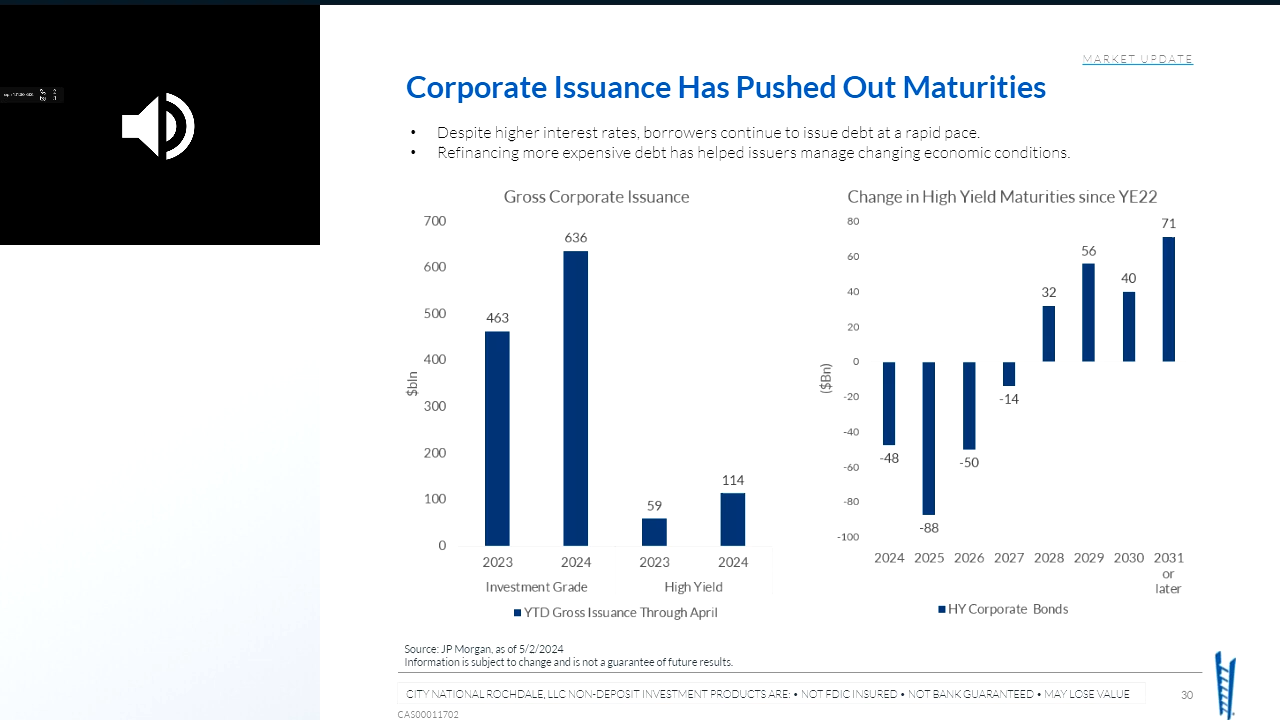 MARKET UPDATE
Corporate Issuance Has Pushed Out Maturities
• Despite higher interest rates, borrowers continue to issue debt at a rapid pace.
• Refinancing more expensive debt has helped issuers manage changing economic conditions.
Gross Corporate Issuance
700
600
500
400
300
200
100
0
$bln
463
636
59
114
2023 2024 2023 2024
Investment Grade High Yield
YTD Gross Issuance Through April
Change in High Yield Maturities since YE22
80
60
40
20
0
-20
-40
-60
-80
-100
($Bn)
-48
-88
-50
-14
32
56
40
71
2024 2025 2026 2027 2028 2029 2030 2031
or
later
HY Corporate Bonds
Source: JP Morgan, as of 5/2/2024
Information is subject to change and is not a guarantee of future results.
CITY NATIONAL ROCHDALE, LLC NON-DEPOSIT INVESTMENT PRODUCTS ARE: • NOT FDIC INSURED • NOT BANK GUARANTEED • MAY LOSE VALUE
30
CAS00011702